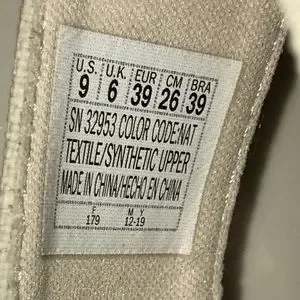 U.S. U.K. EUR CM BRA
9 6 39 26 39
SN 32953 COLOR CODE:NAT
TEXTILE/SYNTHETIC UPPER
MADE IN CHINA/HECHO EN CHINA
M Y
179 12-19